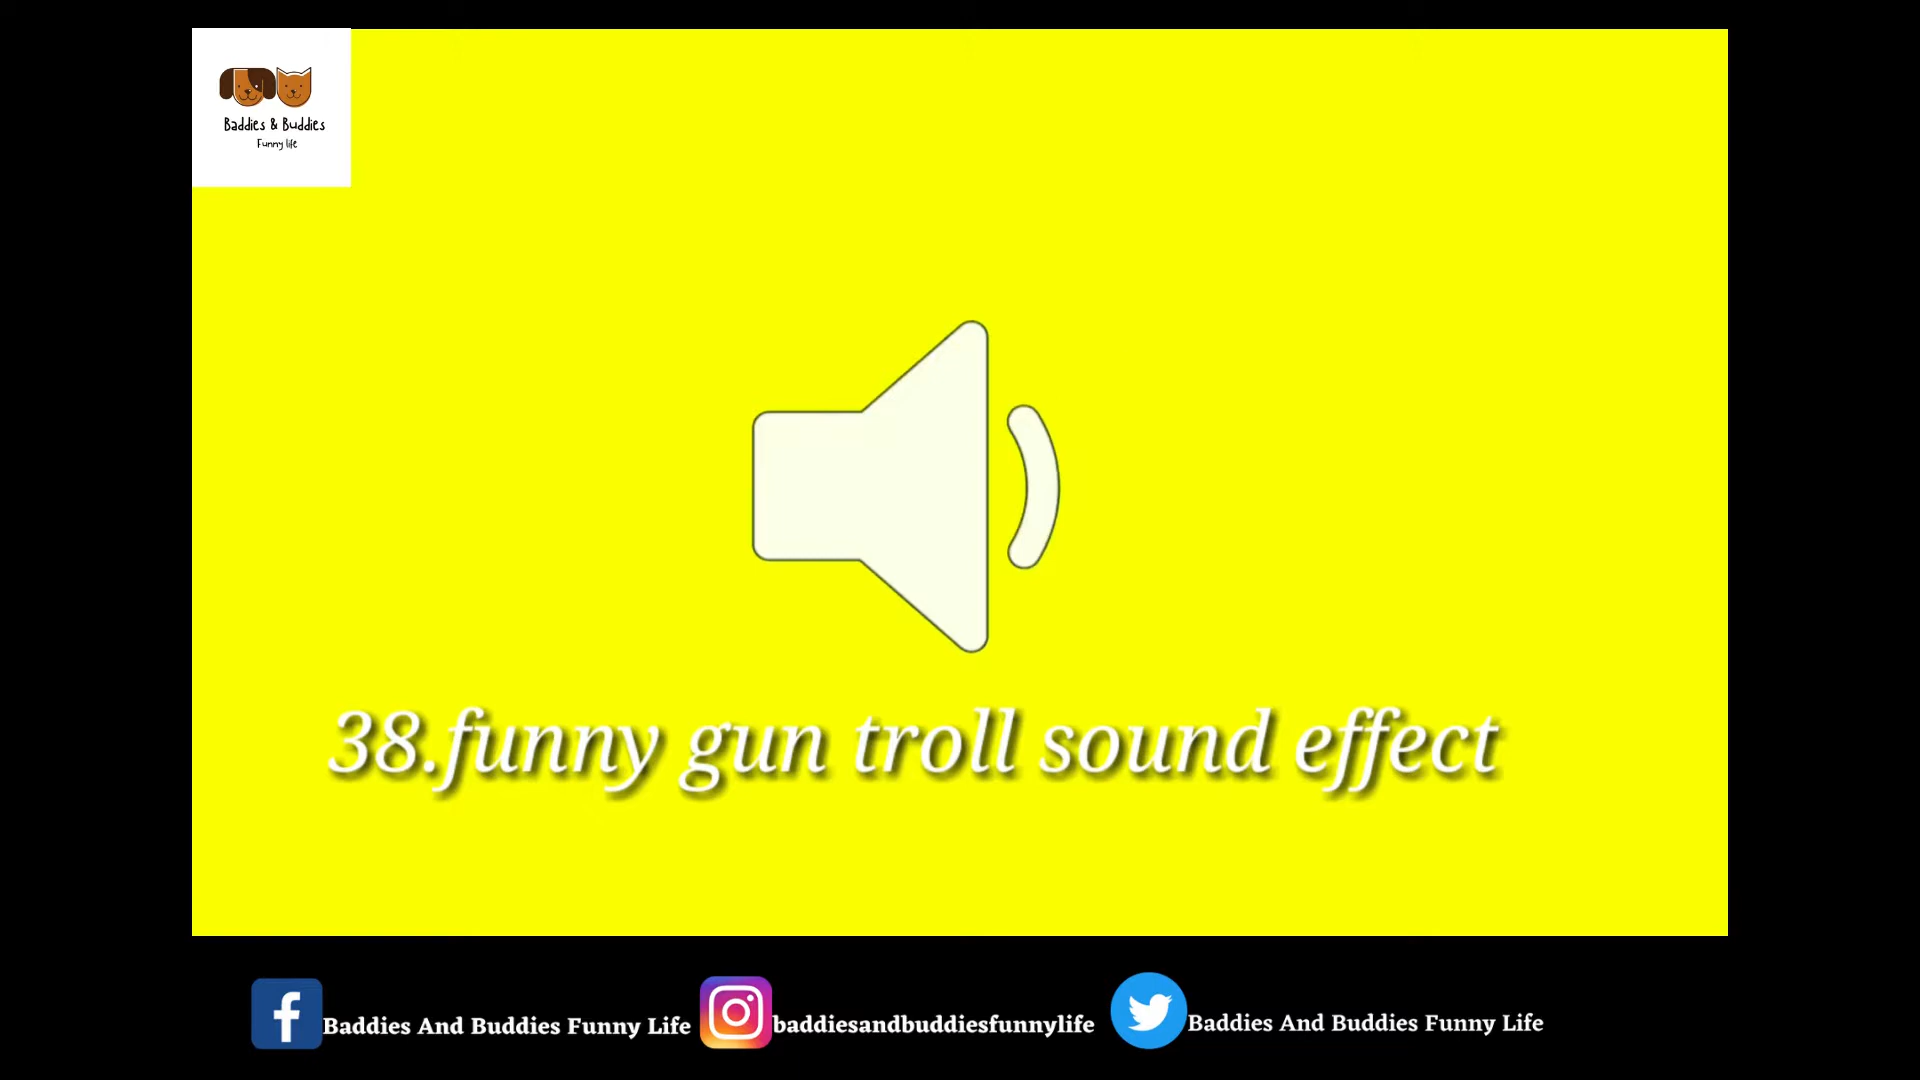 Baddies & Buddies
Funny life
38.funny gun troll sound effect
Baddies And Buddies Funny Life
baddiesandbuddiesfunnylife
Baddies And Buddies Funny Life